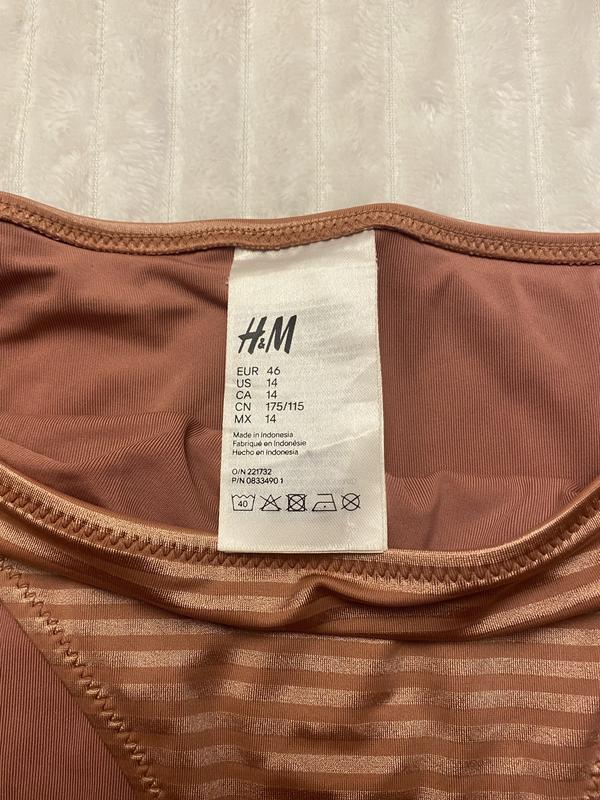 H&M
EUR 46
US 14
CA 14
CN 175/115
MX 14
Made in Indonesia
Fabriqué en Indonésie
Hecho en Indonesia
O/N 221732
P/N 0833490 1
40